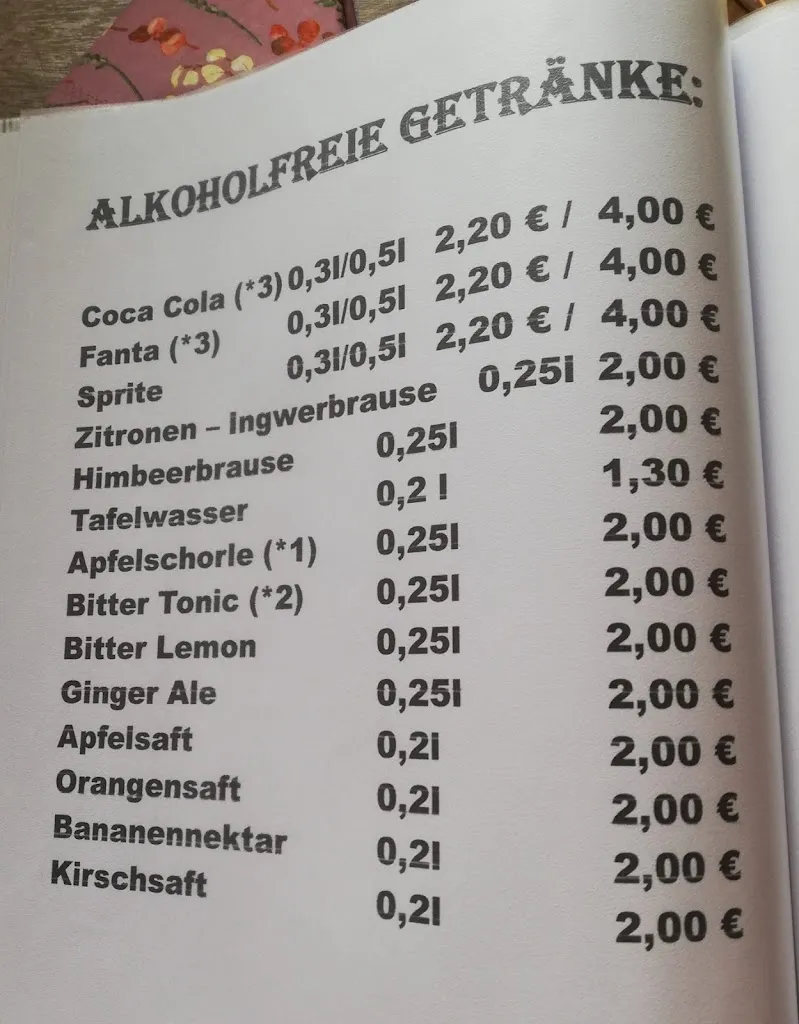 ALKOHOLFREIE GETRÄNKE:
Coca Cola (*3) 0,3l/0,5l 2,20 € / 4,00 €
Fanta (*3) 0,3l/0,5l 2,20 € / 4,00 €
Sprite 0,3l/0,5l 2,20 € / 4,00 €
Zitronen – Ingwerbrause 0,25l 2,00 €
Himbeerbrause 0,25l 2,00 €
Tafelwasser 0,2 l 1,30 €
Apfelschorle (*1) 0,25l 2,00 €
Bitter Tonic (*2) 0,25l 2,00 €
Bitter Lemon 0,25l 2,00 €
Ginger Ale 0,25l 2,00 €
Apfelsaft 0,2l 2,00 €
Orangensaft 0,2l 2,00 €
Bananennektar 0,2l 2,00 €
Kirschsaft 0,2l 2,00 €